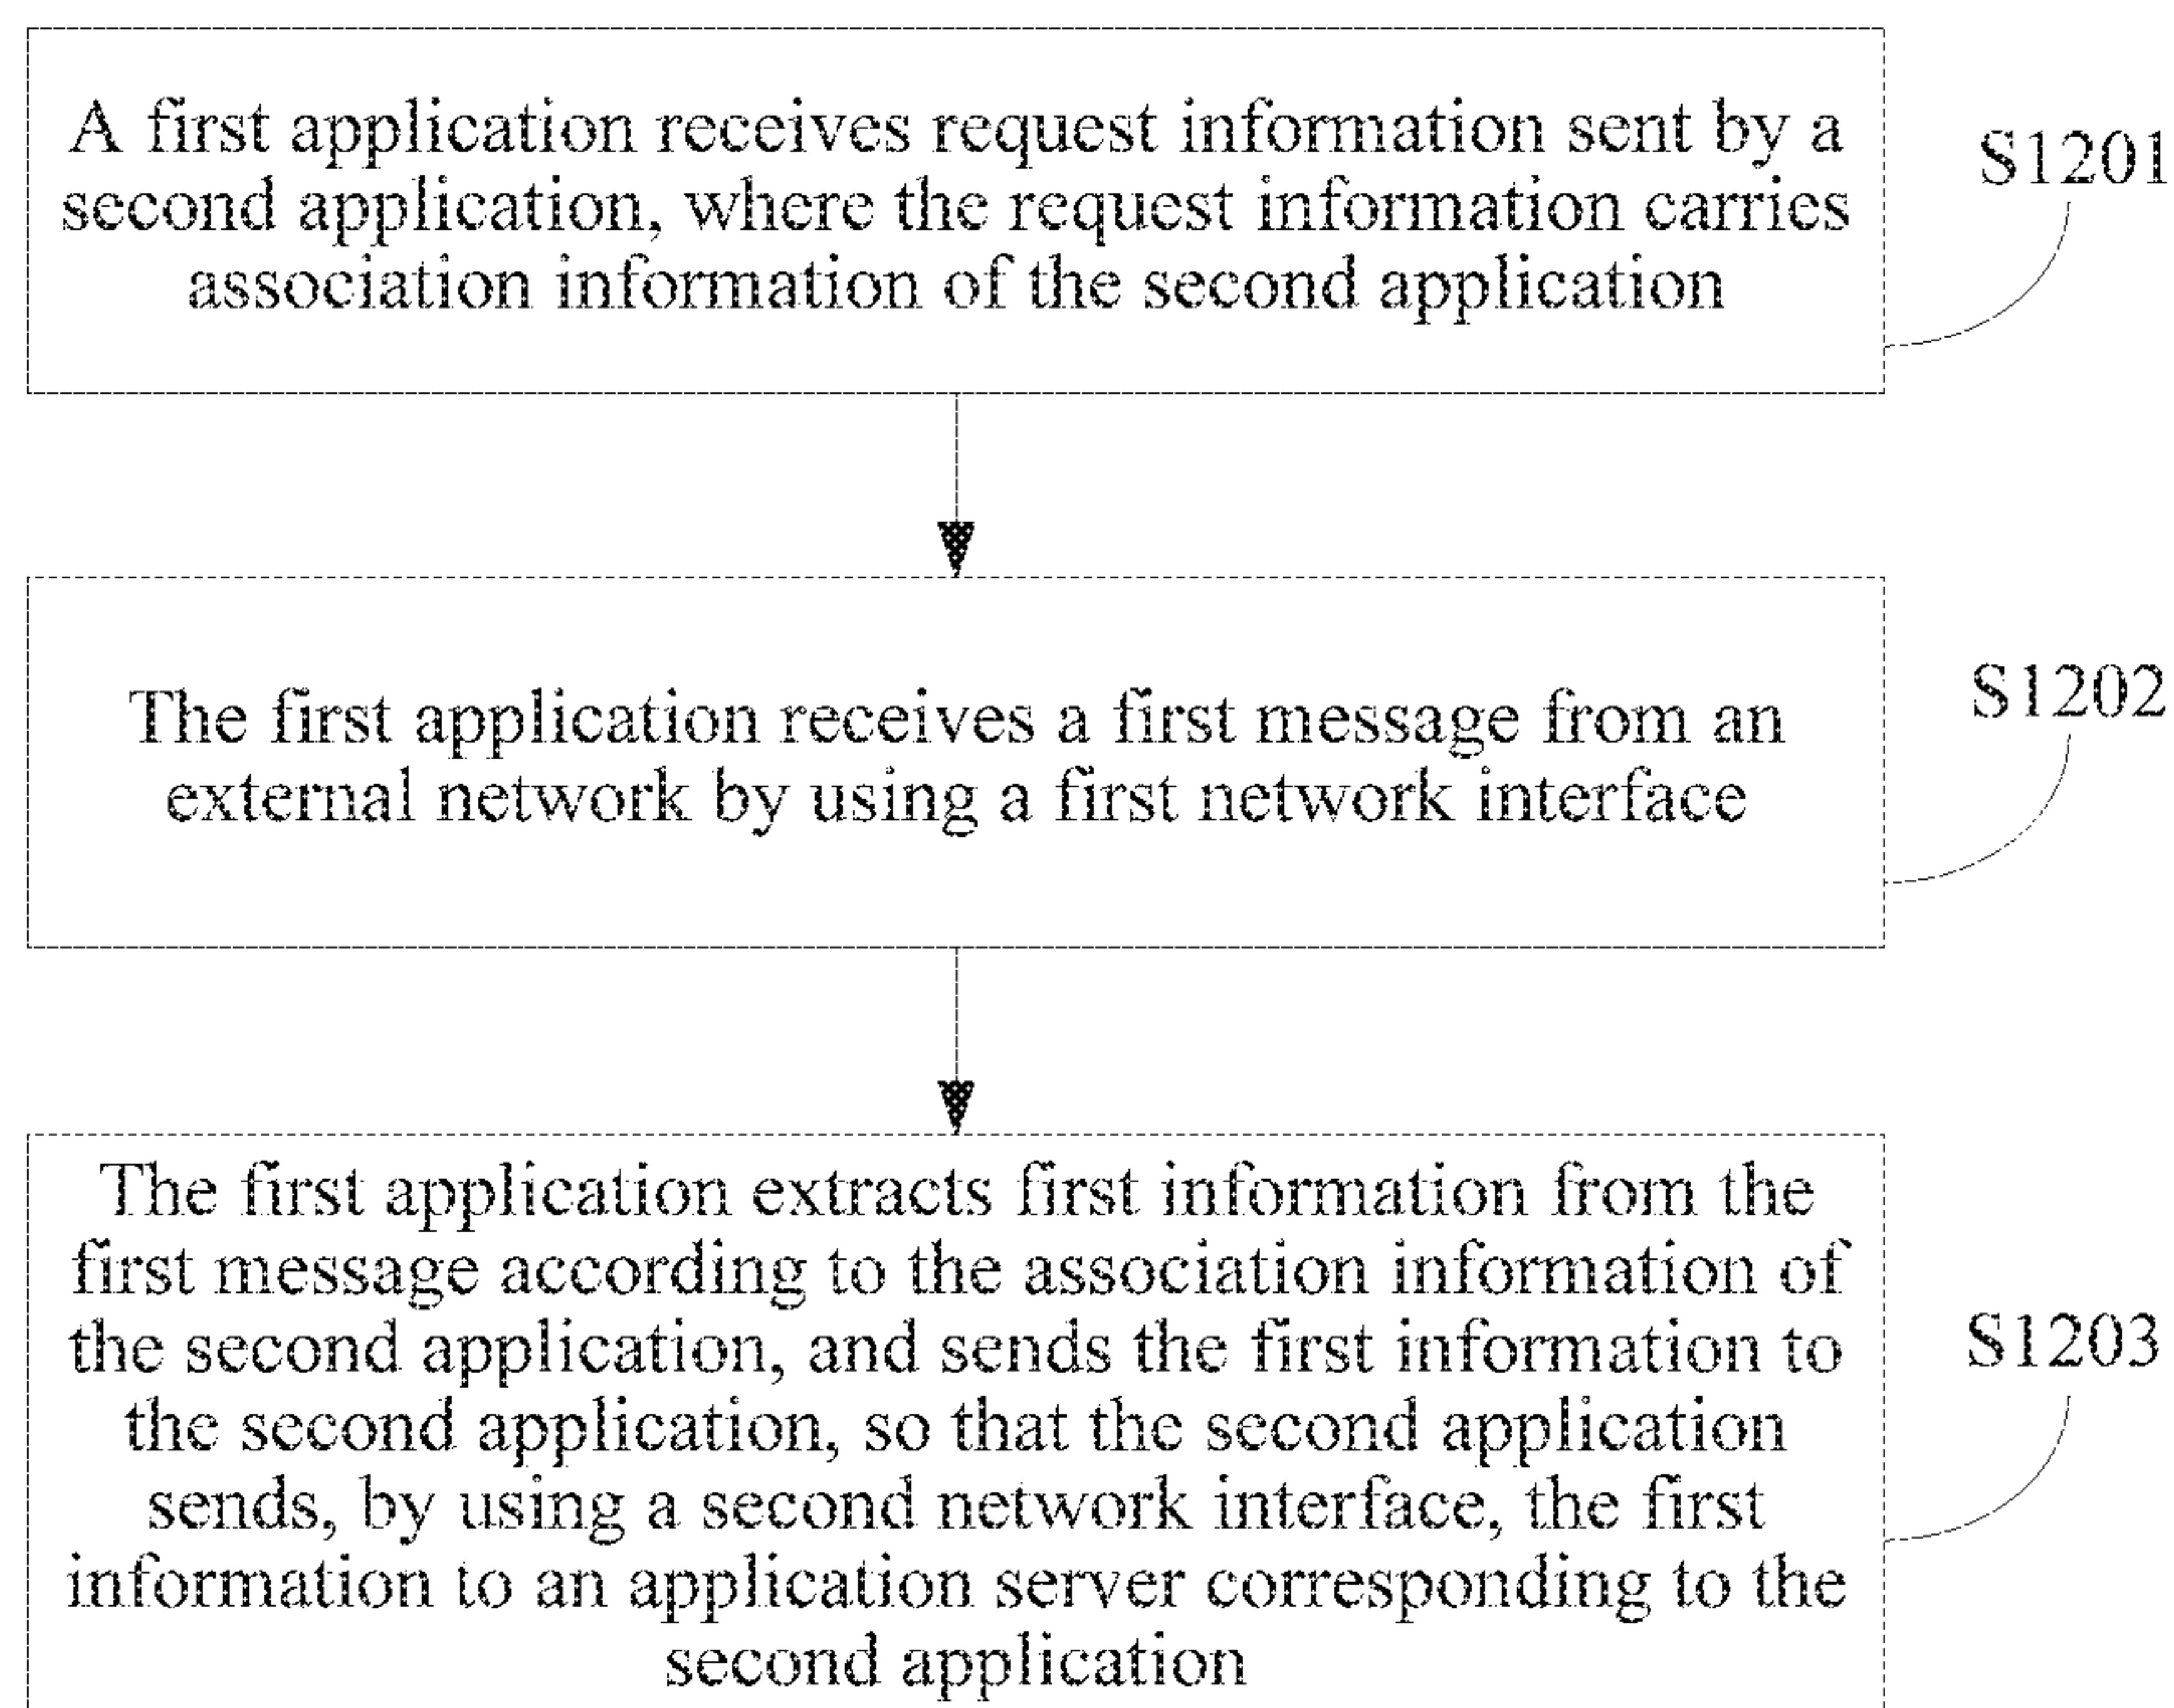 A first application receives request information sent by a
second application, where the request information carries
association information of the second application
S1201
The first application receives a first message from an
external network by using a first network interface
S1202
The first application extracts first information from the
first message according to the association information of
the second application, and sends the first information to
the second application, so that the second application
sends, by using a second network interface, the first
information to an application server corresponding to the
second application
S1203